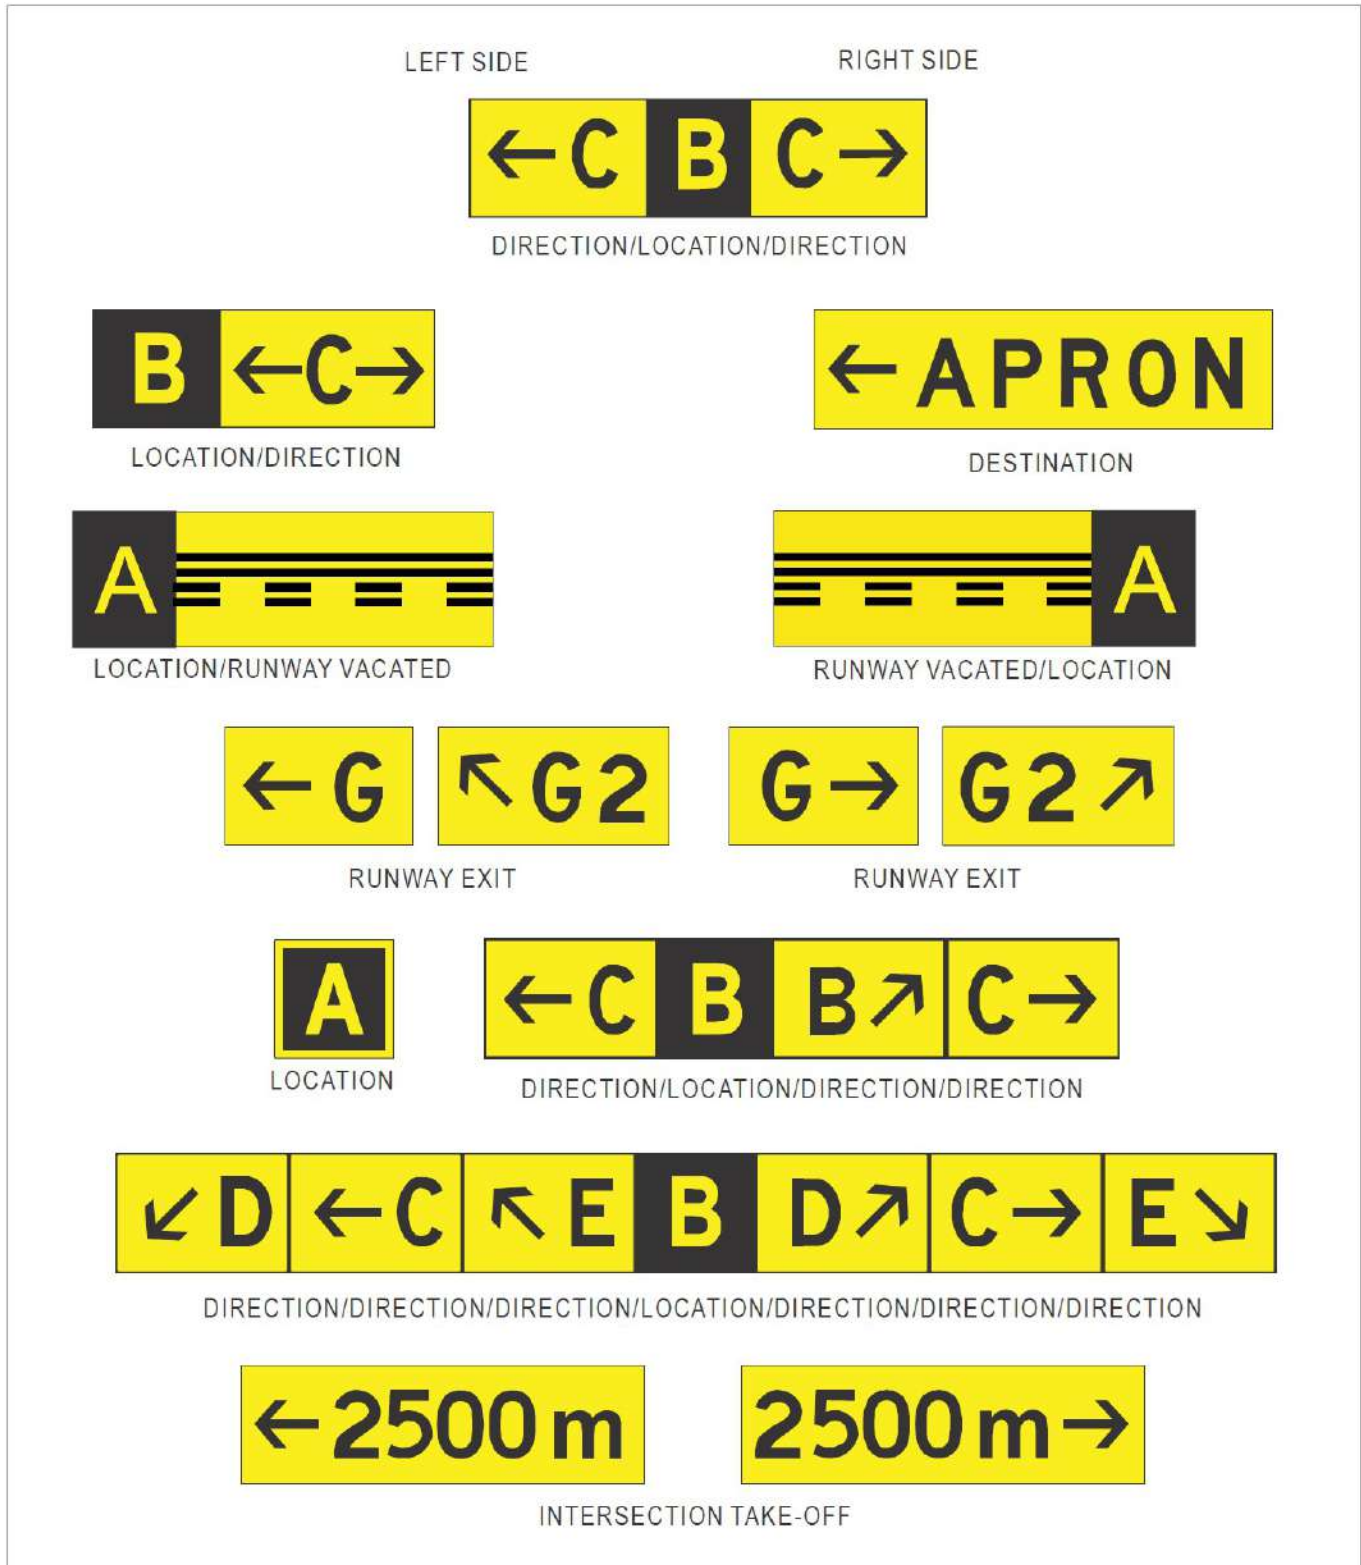 LEFT SIDE RIGHT SIDE
←C B C→
DIRECTION/LOCATION/DIRECTION
B ←C→ ←APRON
LOCATION/DIRECTION DESTINATION
A A
LOCATION/RUNWAY VACATED RUNWAY VACATED/LOCATION
←G ↖G2 G→ G2↗
RUNWAY EXIT RUNWAY EXIT
A ←C B B↗ C→
LOCATION DIRECTION/LOCATION/DIRECTION/DIRECTION
↙D ←C ↖E B D↗ C→ E↘
DIRECTION/DIRECTION/DIRECTION/LOCATION/DIRECTION/DIRECTION/DIRECTION
←2500m 2500m→
INTERSECTION TAKE-OFF